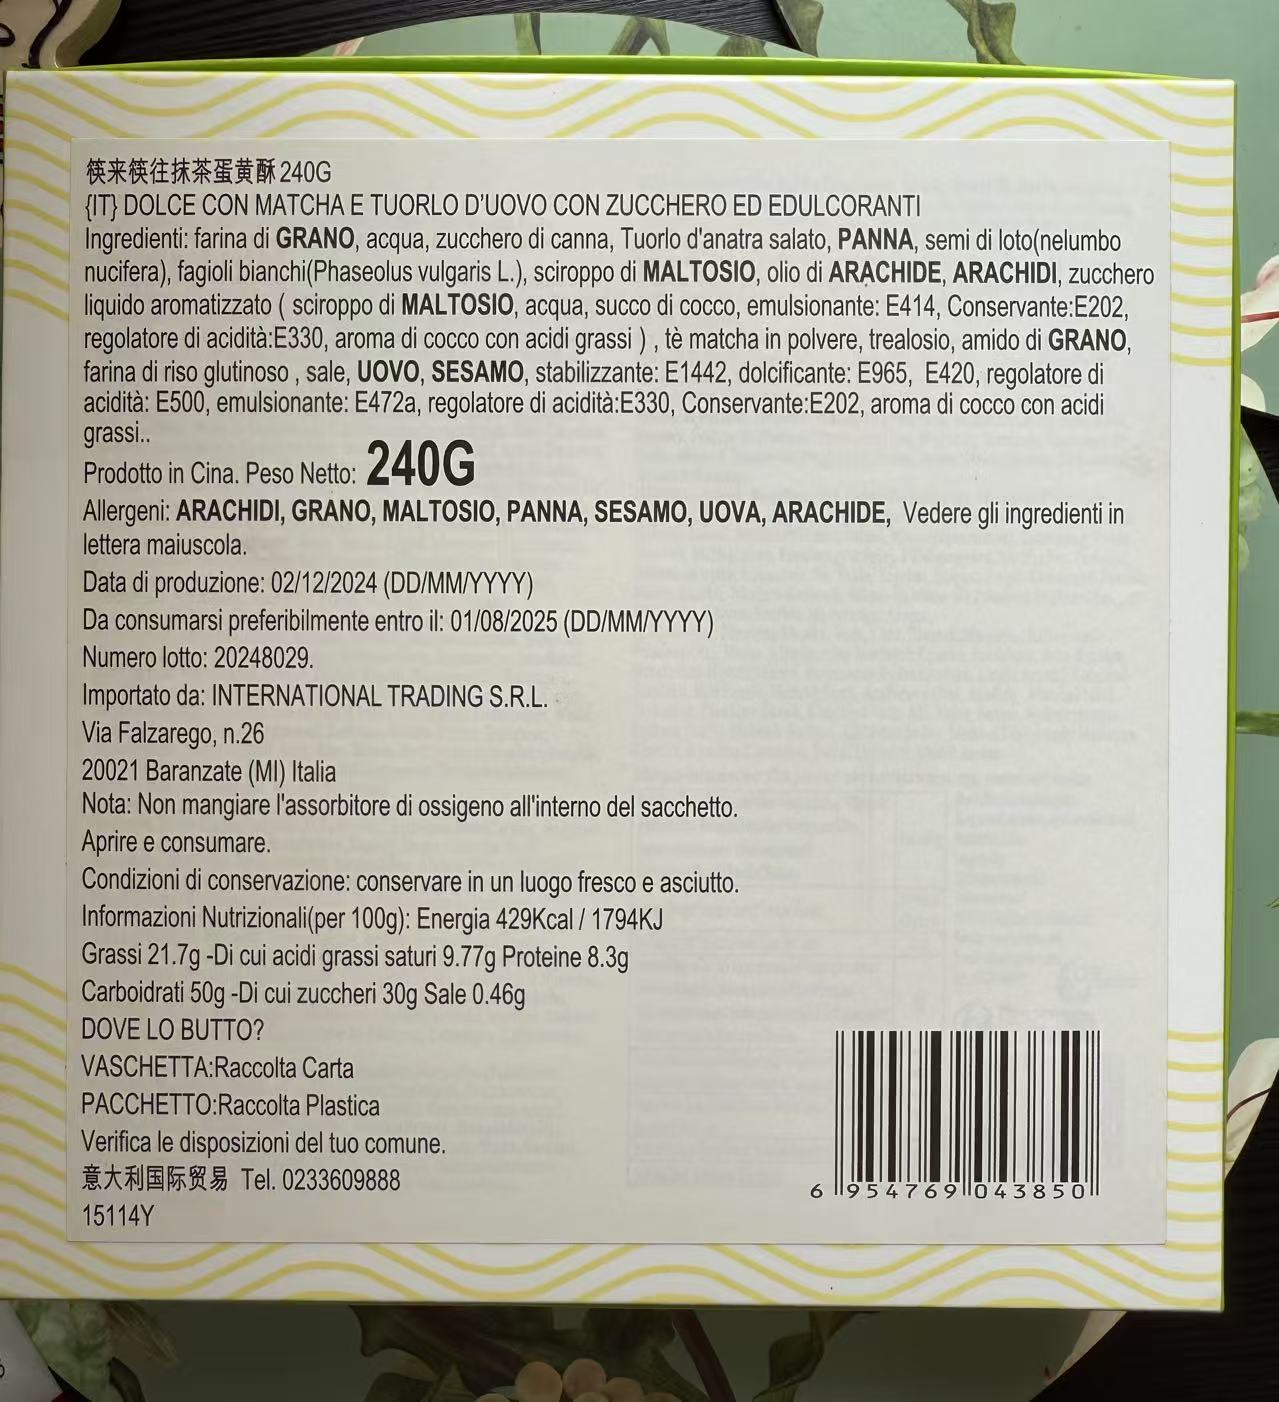 筷来筷往抹茶蛋黄酥240G
{IT} DOLCE CON MATCHA E TUORLO D'UOVO CON ZUCCHERO ED EDULCORANTI
Ingredienti: farina di GRANO, acqua, zucchero di canna, Tuorlo d'anatra salato, PANNA, semi di loto(nelumbo
nucifera), fagioli bianchi(Phaseolus vulgaris L.), sciroppo di MALTOSIO, olio di ARACHIDE, ARACHIDI, zucchero
liquido aromatizzato ( sciroppo di MALTOSIO, acqua, succo di cocco, emulsionante: E414, Conservante:E202,
regolatore di acidità:E330, aroma di cocco con acidi grassi ) , tè matcha in polvere, trealosio, amido di GRANO,
farina di riso glutinoso , sale, UOVO, SESAMO, stabilizzante: E1442, dolcificante: E965, E420, regolatore di
acidità: E500, emulsionante: E472a, regolatore di acidità:E330, Conservante:E202, aroma di cocco con acidi
grassi..
Prodotto in Cina. Peso Netto: 240G
Allergeni: ARACHIDI, GRANO, MALTOSIO, PANNA, SESAMO, UOVA, ARACHIDE, Vedere gli ingredienti in
lettera maiuscola.
Data di produzione: 02/12/2024 (DD/MM/YYYY)
Da consumarsi preferibilmente entro il: 01/08/2025 (DD/MM/YYYY)
Numero lotto: 20248029.
Importato da: INTERNATIONAL TRADING S.R.L.
Via Falzarego, n.26
20021 Baranzate (MI) Italia
Nota: Non mangiare l'assorbitore di ossigeno all'interno del sacchetto.
Aprire e consumare.
Condizioni di conservazione: conservare in un luogo fresco e asciutto.
Informazioni Nutrizionali(per 100g): Energia 429Kcal / 1794KJ
Grassi 21.7g -Di cui acidi grassi saturi 9.77g Proteine 8.3g
Carboidrati 50g -Di cui zuccheri 30g Sale 0.46g
DOVE LO BUTTO?
VASCHETTA:Raccolta Carta
PACCHETTO:Raccolta Plastica
Verifica le disposizioni del tuo comune.
意大利国际贸易 Tel. 0233609888
15114Y
6 954769 043850